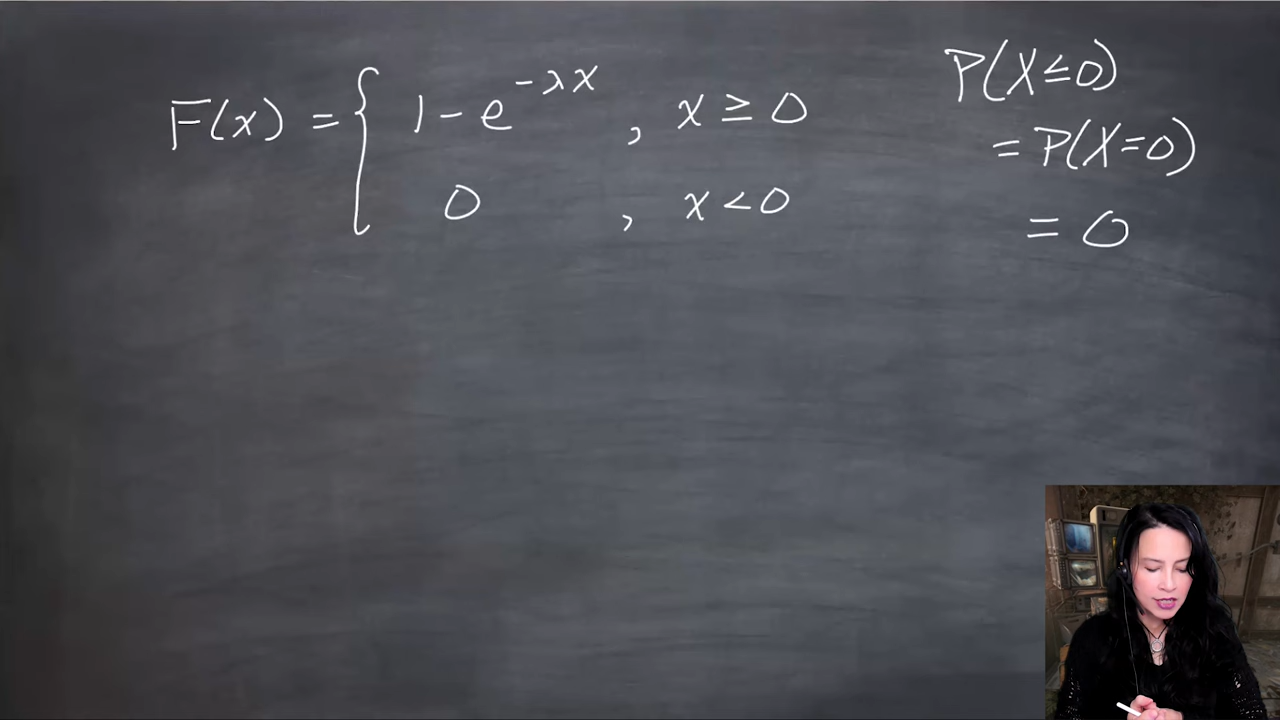 F(x) = { 1 - e^{-λx} , x ≥ 0
0 , x < 0
P(X ≤ 0)
= P(X = 0)
= 0